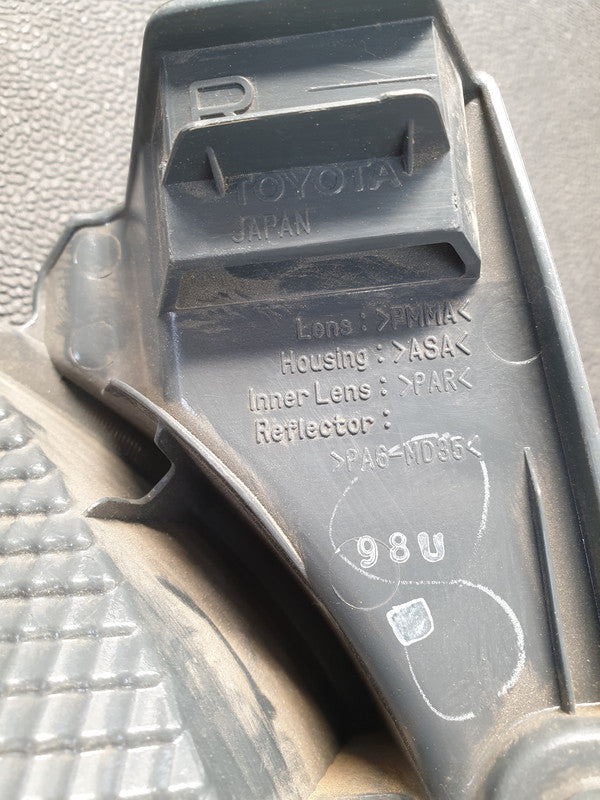 R
TOYOTA
JAPAN
Lens : >PMMA<
Housing : >ASA<
Inner Lens : >PAR<
Reflector :
>PA6-MD35<
98U